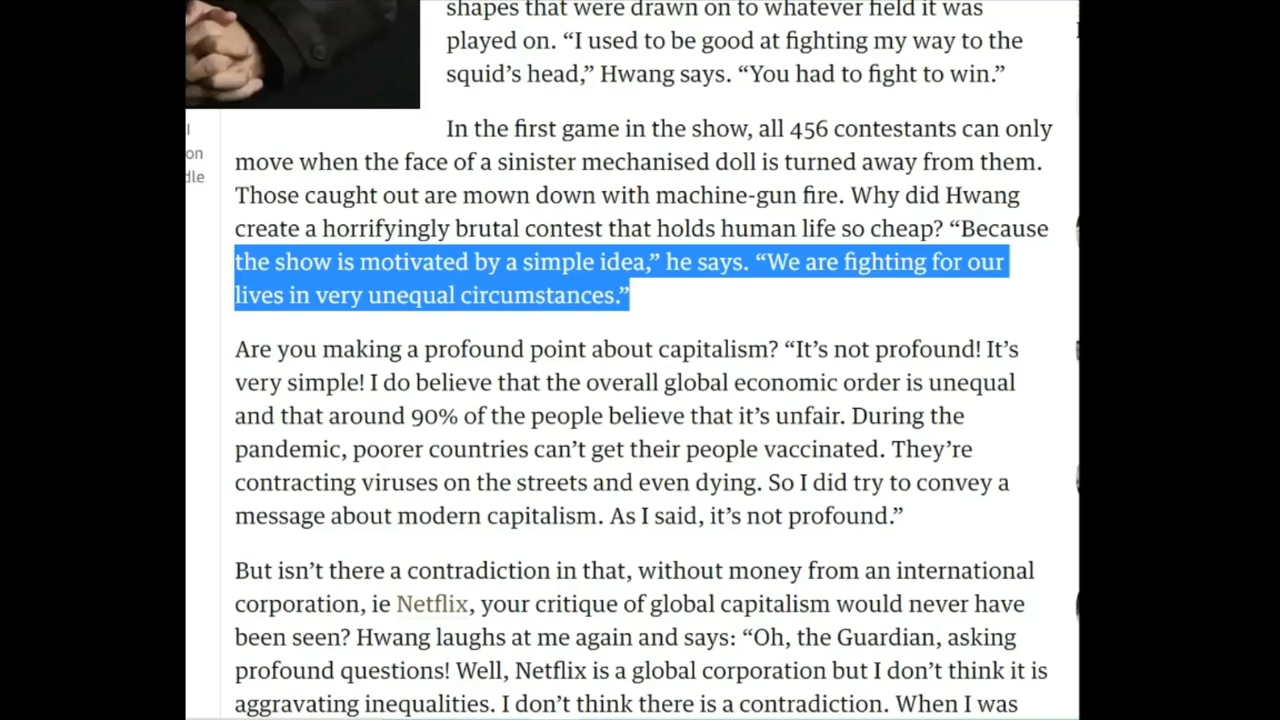 shapes that were drawn on to whatever field it was
played on. “I used to be good at fighting my way to the
squid’s head,” Hwang says. “You had to fight to win.”
In the first game in the show, all 456 contestants can only
move when the face of a sinister mechanised doll is turned away from them.
Those caught out are mown down with machine-gun fire. Why did Hwang
create a horrifyingly brutal contest that holds human life so cheap? “Because
the show is motivated by a simple idea,” he says. “We are fighting for our
lives in very unequal circumstances.”
Are you making a profound point about capitalism? “It’s not profound! It’s
very simple! I do believe that the overall global economic order is unequal
and that around 90% of the people believe that it’s unfair. During the
pandemic, poorer countries can’t get their people vaccinated. They’re
contracting viruses on the streets and even dying. So I did try to convey a
message about modern capitalism. As I said, it’s not profound.”
But isn’t there a contradiction in that, without money from an international
corporation, ie Netflix, your critique of global capitalism would never have
been seen? Hwang laughs at me again and says: “Oh, the Guardian, asking
profound questions! Well, Netflix is a global corporation but I don’t think it is
aggravating inequalities. I don’t think there is a contradiction. When I was